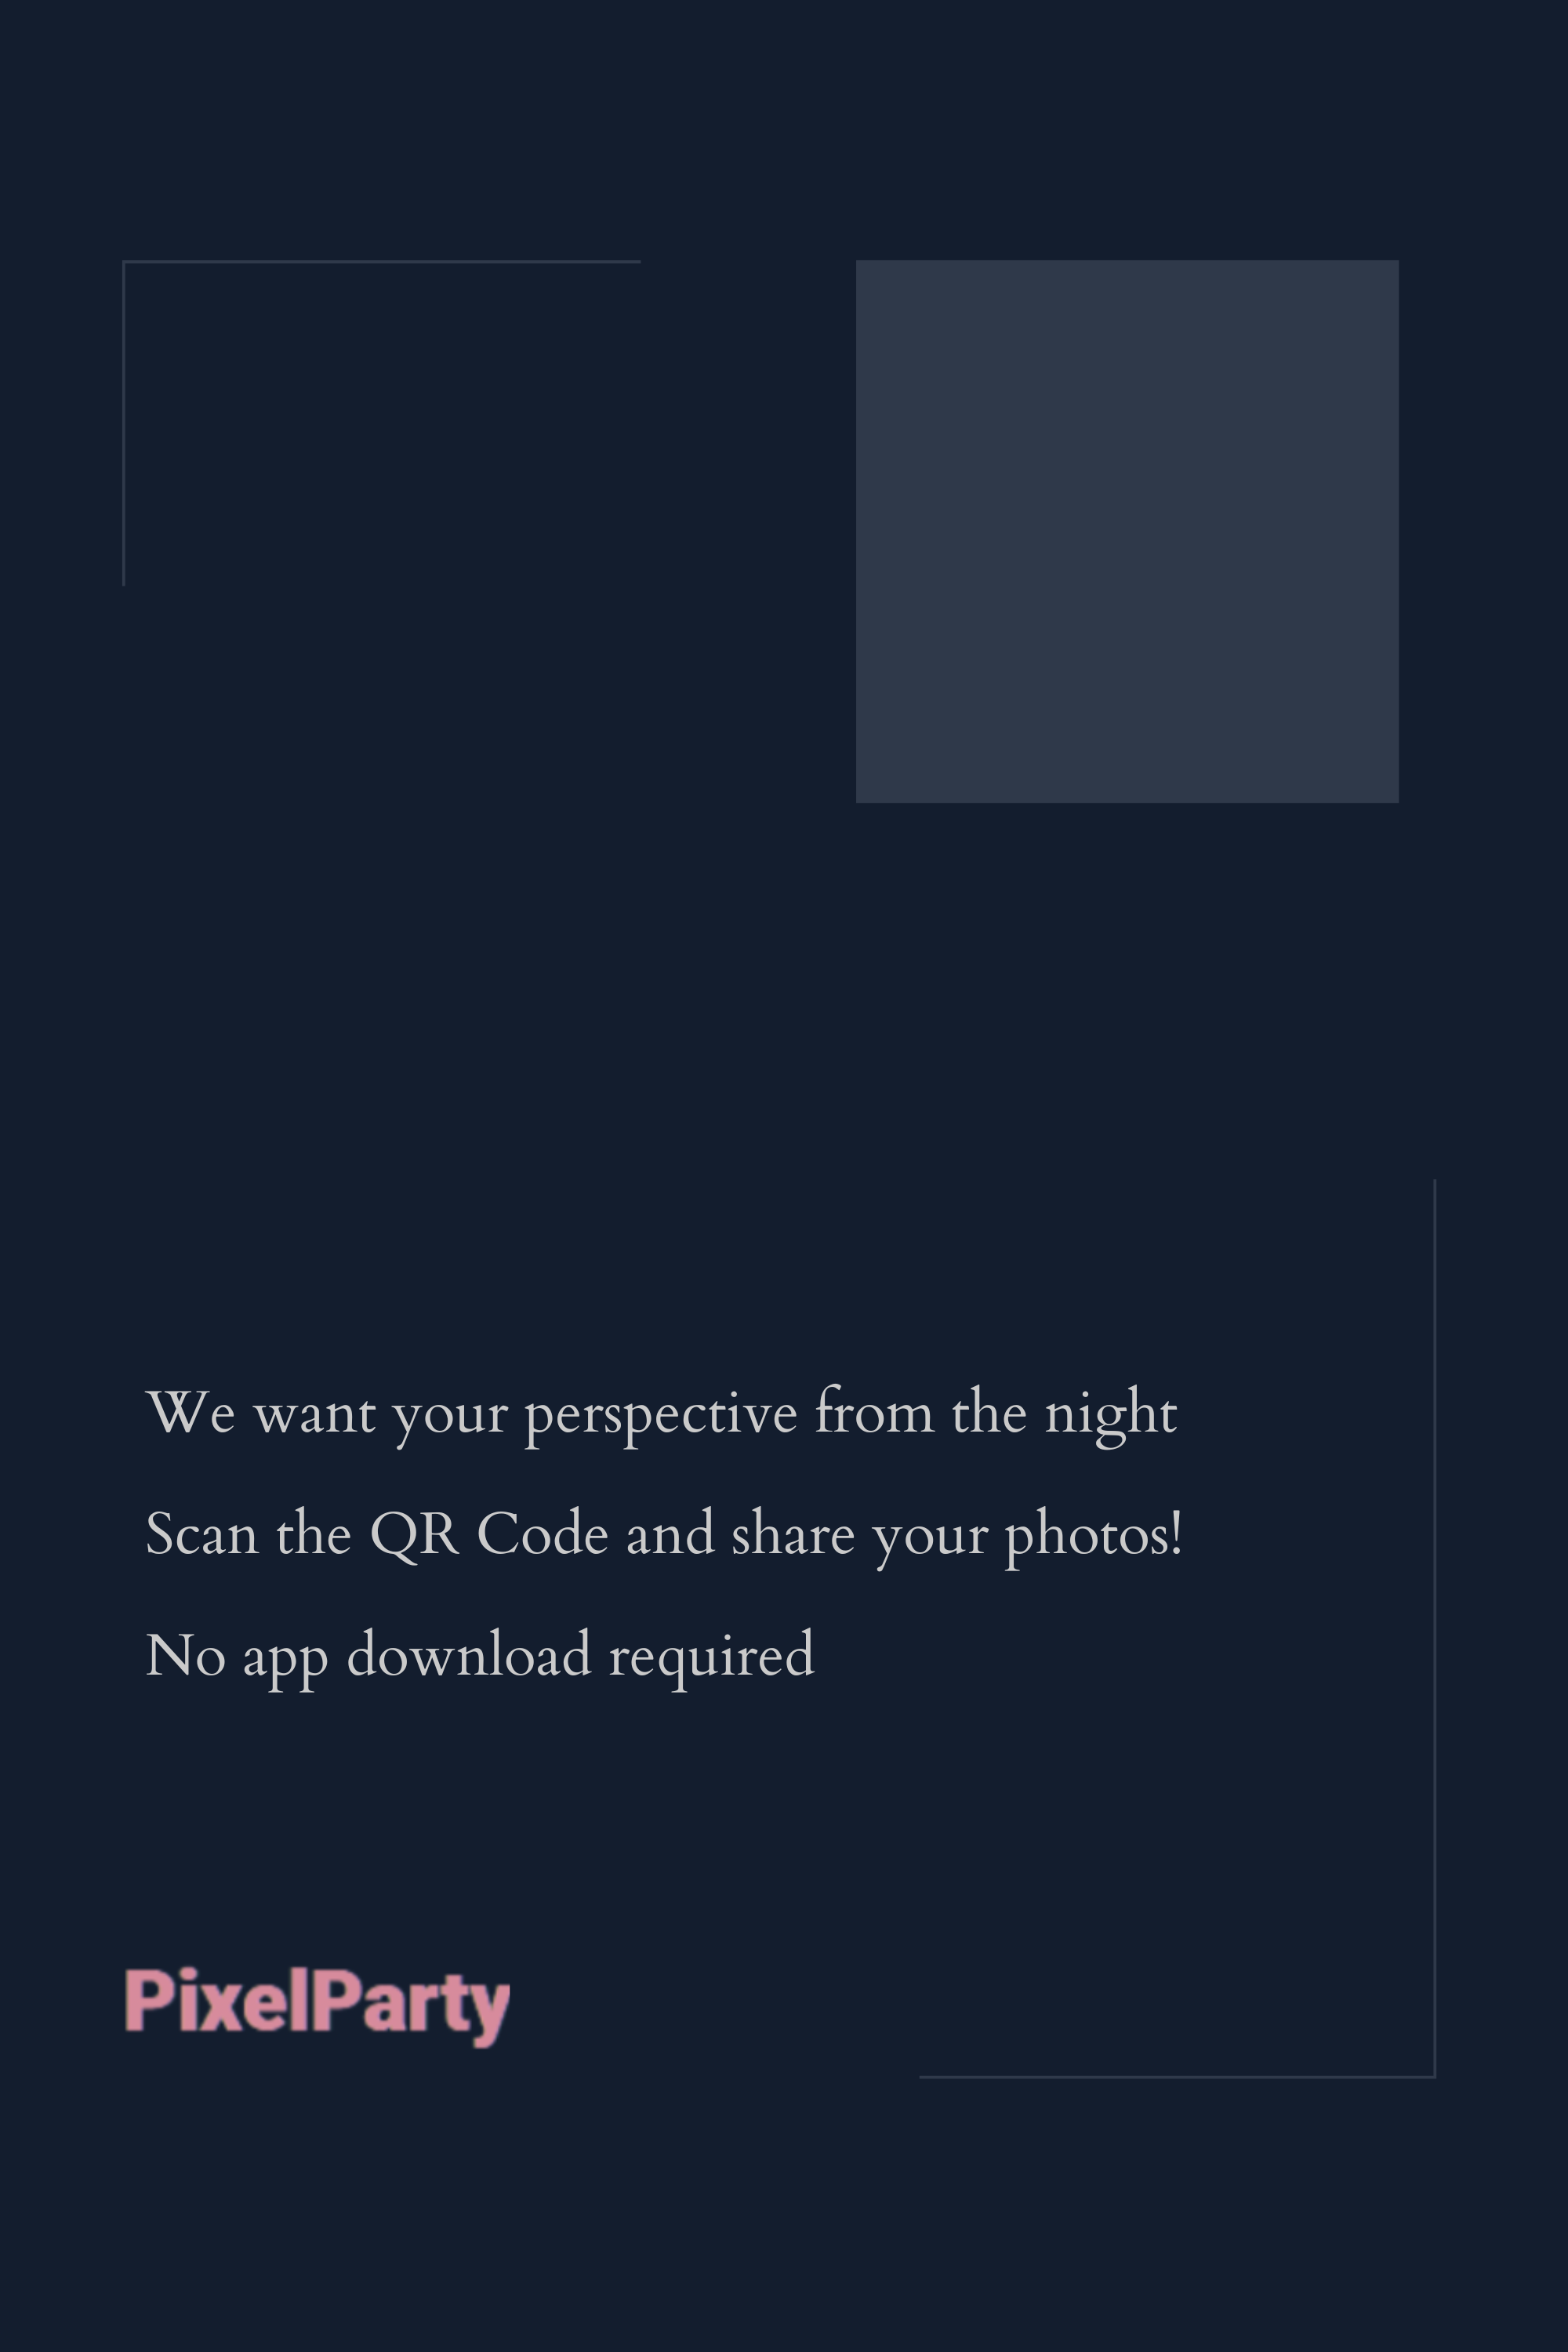 We want your perspective from the night
Scan the QR Code and share your photos!
No app download required
PixelParty